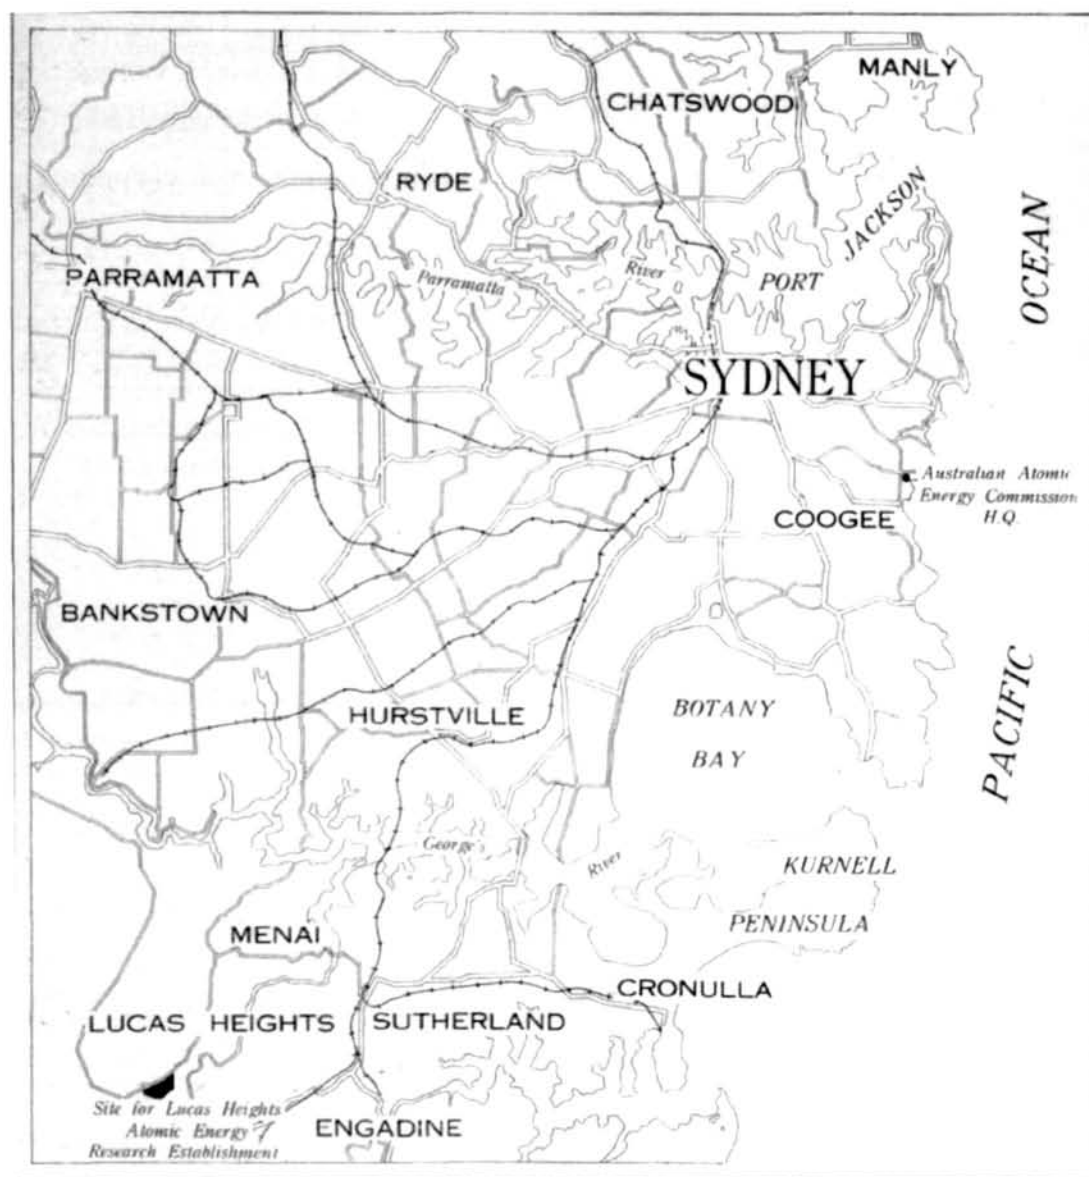 MANLY
CHATSWOOD
RYDE
JACKSON
OCEAN
PARRAMATTA
Parramatta
River
PORT
SYDNEY
Australian Atomic
Energy Commission
H.Q.
COOGEE
BANKSTOWN
HURSTVILLE
BOTANY
BAY
PACIFIC
George's
River
KURNELL
PENINSULA
MENAI
CRONULLA
LUCAS HEIGHTS
SUTHERLAND
Site for Lucas Heights
Atomic Energy
Research Establishment
ENGADINE